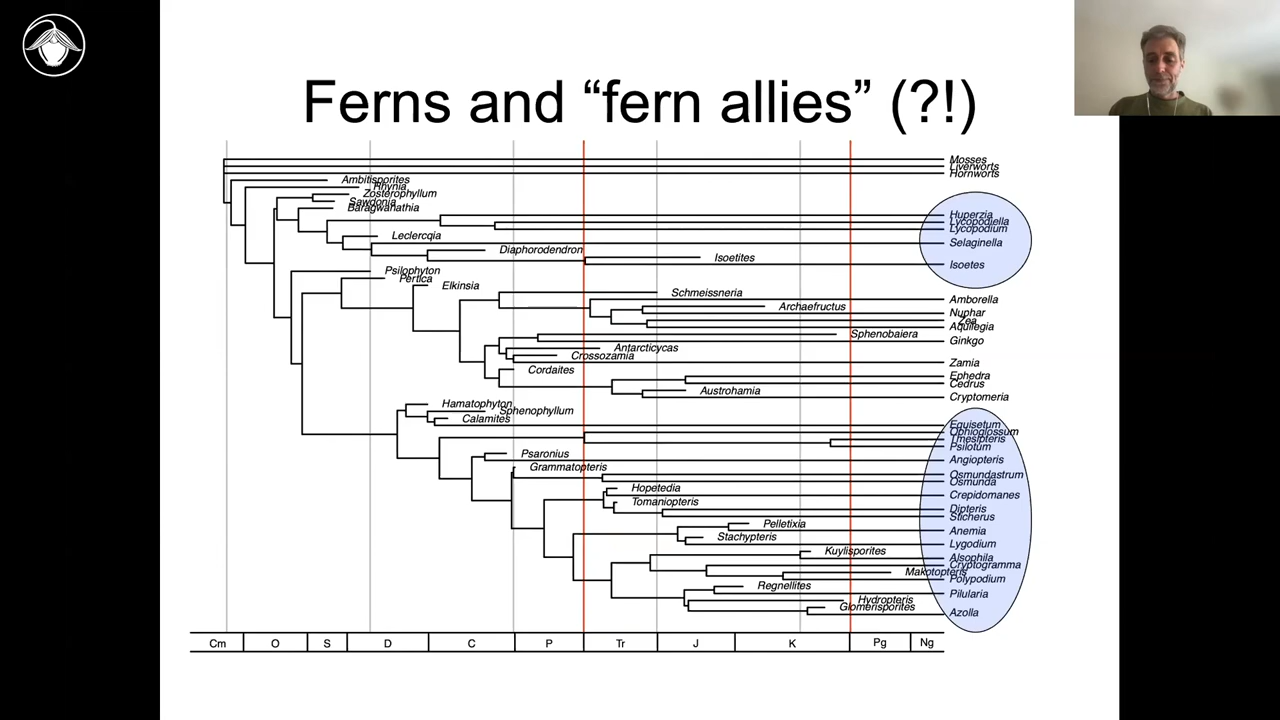 Ferns and “fern allies” (?!)
Mosses
Liverworts
Hornworts
Ambitisporites
Rhynia
Zosterophyllum
Sawdonia
Baragwanathia
Huperzia
Lycopodiella
Lycopodium
Leclercqia
Selaginella
Diaphorodendron
Isoetites
Isoetes
Psilophyton
Pertica
Elkinsia
Schmeissneria
Amborella
Archaefructus
Nuphar
Zea
Aquilegia
Sphenobaiera
Ginkgo
Antarcticycas
Crossozamia
Zamia
Cordaites
Ephedra
Cedrus
Austrohamia
Cryptomeria
Hamatophyton
Sphenophyllum
Calamites
Equisetum
Ophioglossum
Tmesipteris
Psilotum
Psaronius
Angiopteris
Grammatopteris
Osmundastrum
Osmunda
Hopetedia
Crepidomanes
Tomaniopteris
Dipteris
Sticherus
Pelletixia
Anemia
Stachypteris
Lygodium
Kuylisporites
Alsophila
Cryptogramma
Makotopteris
Polypodium
Regnellites
Pilularia
Hydropteris
Glomerisporites
Azolla
Cm O S D C P Tr J K Pg Ng